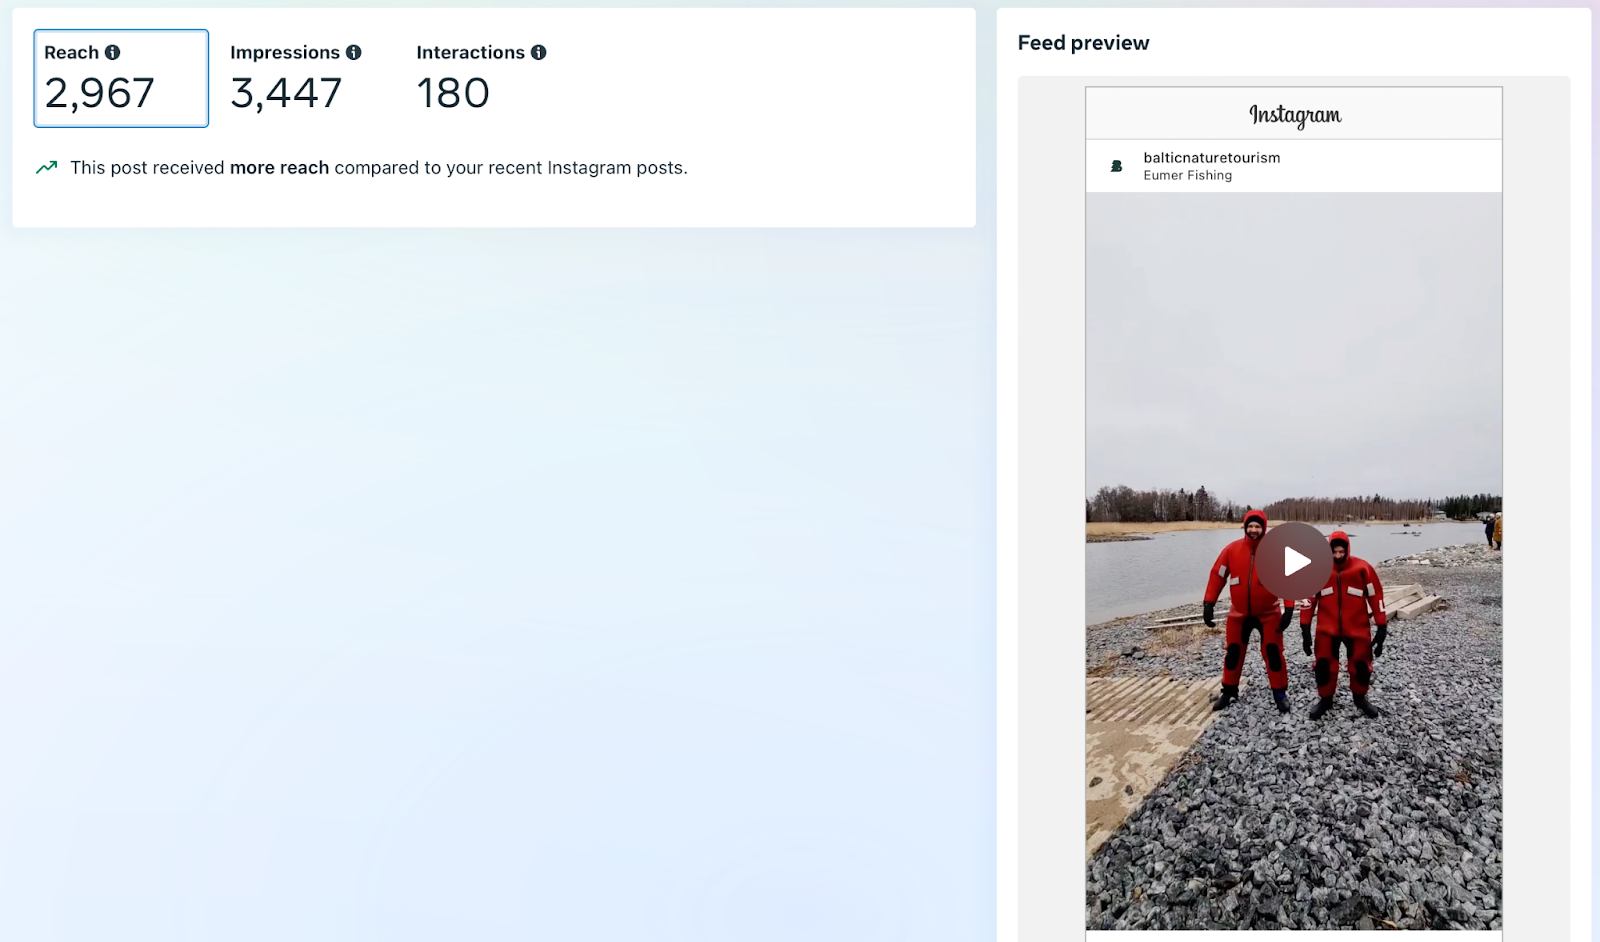 Reach
2,967
Impressions
3,447
Interactions
180
This post received more reach compared to your recent Instagram posts.
Feed preview
Instagram
balticnaturetourism
Eumer Fishing